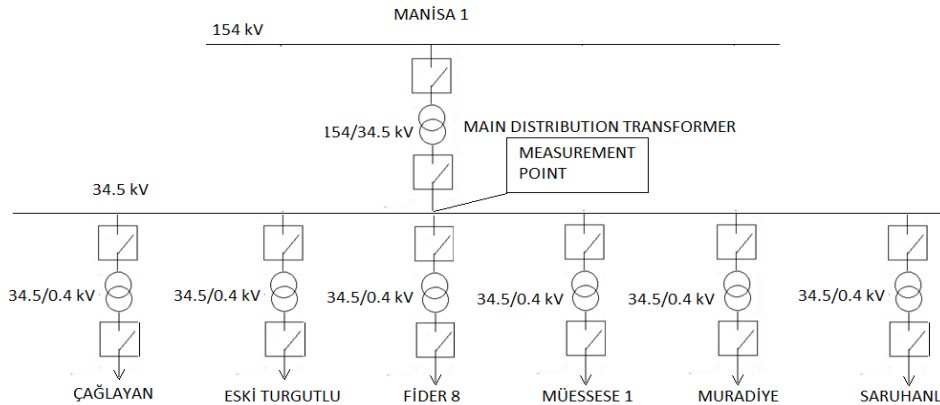 MANİSA 1
154 kV
154/34.5 kV
MAIN DISTRIBUTION TRANSFORMER
MEASUREMENT
POINT
34.5 kV
34.5/0.4 kV
34.5/0.4 kV
34.5/0.4 kV
34.5/0.4 kV
34.5/0.4 kV
34.5/0.4 kV
ÇAĞLAYAN
ESKİ TURGUTLU
FİDER 8
MÜESSESE 1
MURADİYE
SARUHANL